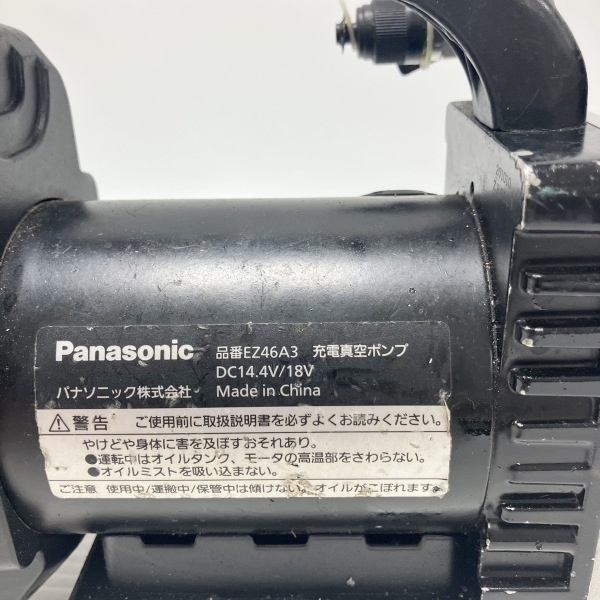 Panasonic 品番EZ46A3 充電真空ポンプ
DC14.4V/18V
パナソニック株式会社 Made in China
⚠警告 ご使用前に取扱説明書を必ずよくお読みください。
やけどや身体に害を及ぼすおそれあり。
●運転中はオイルタンク、モータの高温部をさわらない。
●オイルミストを吸い込まない。
ご注意 使用中/運搬中/保管中は傾けない。オイルがこぼれます。